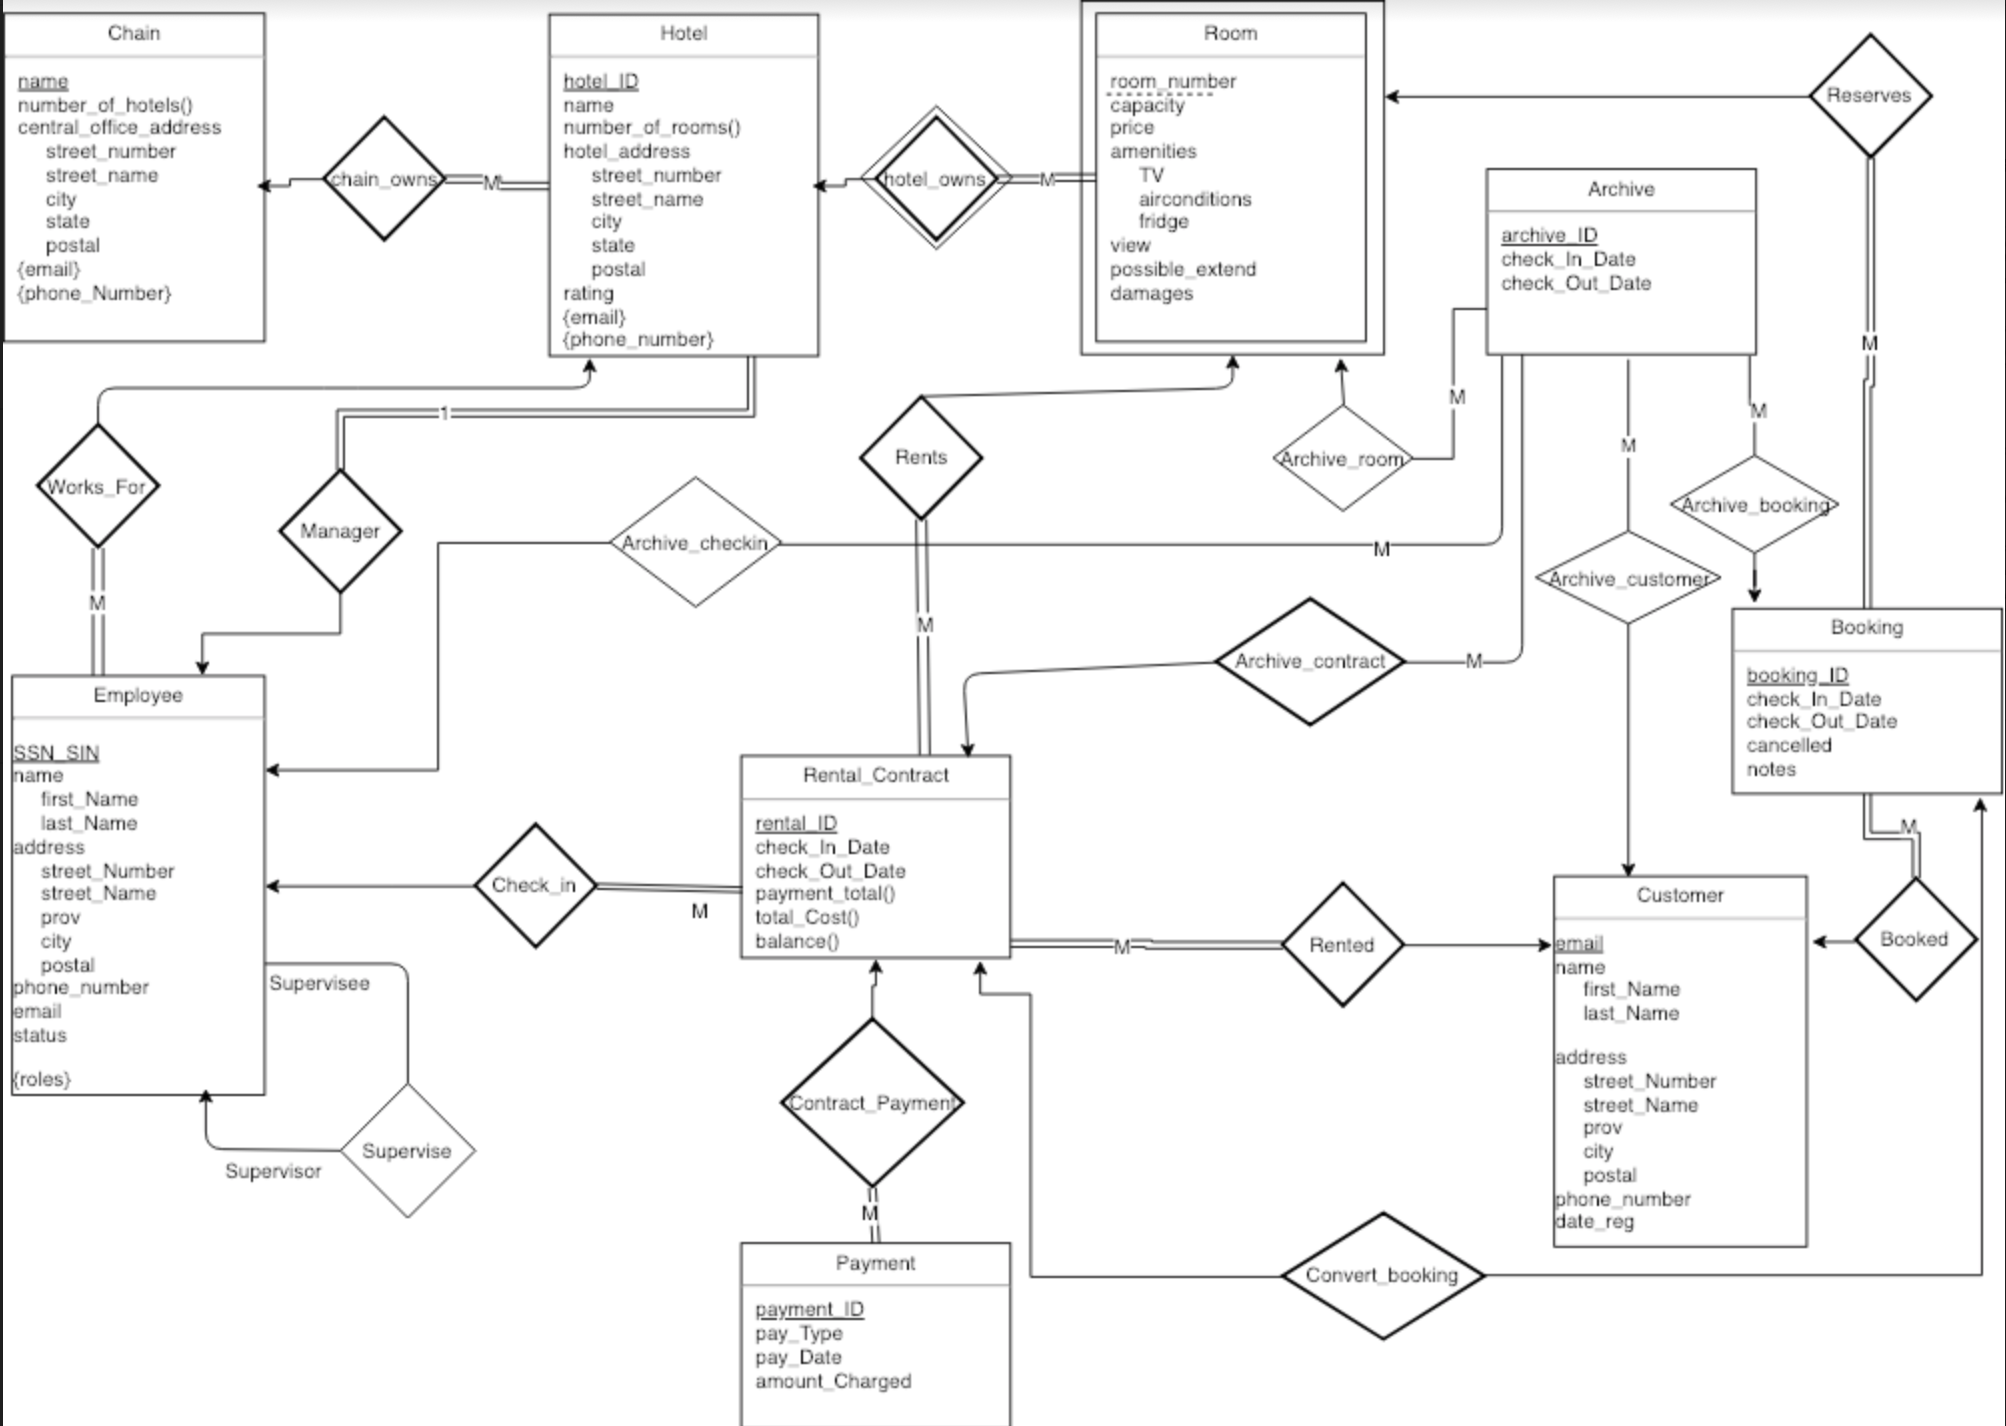 Chain
name
number_of_hotels()
central_office_address
street_number
street_name
city
state
postal
{email}
{phone_Number}
chain_owns
M
Hotel
hotel_ID
name
number_of_rooms()
hotel_address
street_number
street_name
city
state
postal
rating
{email}
{phone_number}
hotel_owns
M
Room
room_number
capacity
price
amenities
TV
airconditions
fridge
view
possible_extend
damages
Reserves
M
Archive
archive_ID
check_In_Date
check_Out_Date
M
M
M
1
Works_For
M
Manager
Rents
M
Archive_room
Archive_booking
Archive_checkin
M
Archive_customer
Archive_contract
M
Booking
booking_ID
check_In_Date
check_Out_Date
cancelled
notes
M
Employee
SSN_SIN
name
first_Name
last_Name
address
street_Number
street_Name
prov
city
postal
phone_number
email
status
{roles}
Supervisee
Supervise
Supervisor
Check_in
M
Rental_Contract
rental_ID
check_In_Date
check_Out_Date
payment_total()
total_Cost()
balance()
M
Rented
Customer
email
name
first_Name
last_Name
address
street_Number
street_Name
prov
city
postal
phone_number
date_reg
Booked
Contract_Payment
M
Convert_booking
Payment
payment_ID
pay_Type
pay_Date
amount_Charged